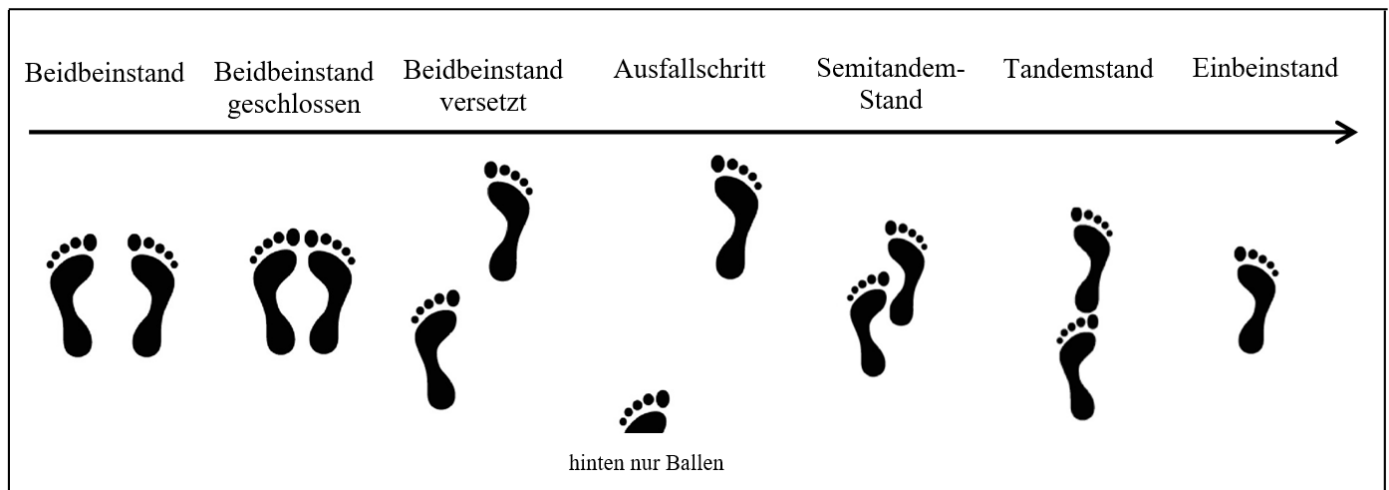 Beidbeinstand
Beidbeinstand
geschlossen
Beidbeinstand
versetzt
Ausfallschritt
Semitandem-
Stand
Tandemstand
Einbeinstand
hinten nur Ballen